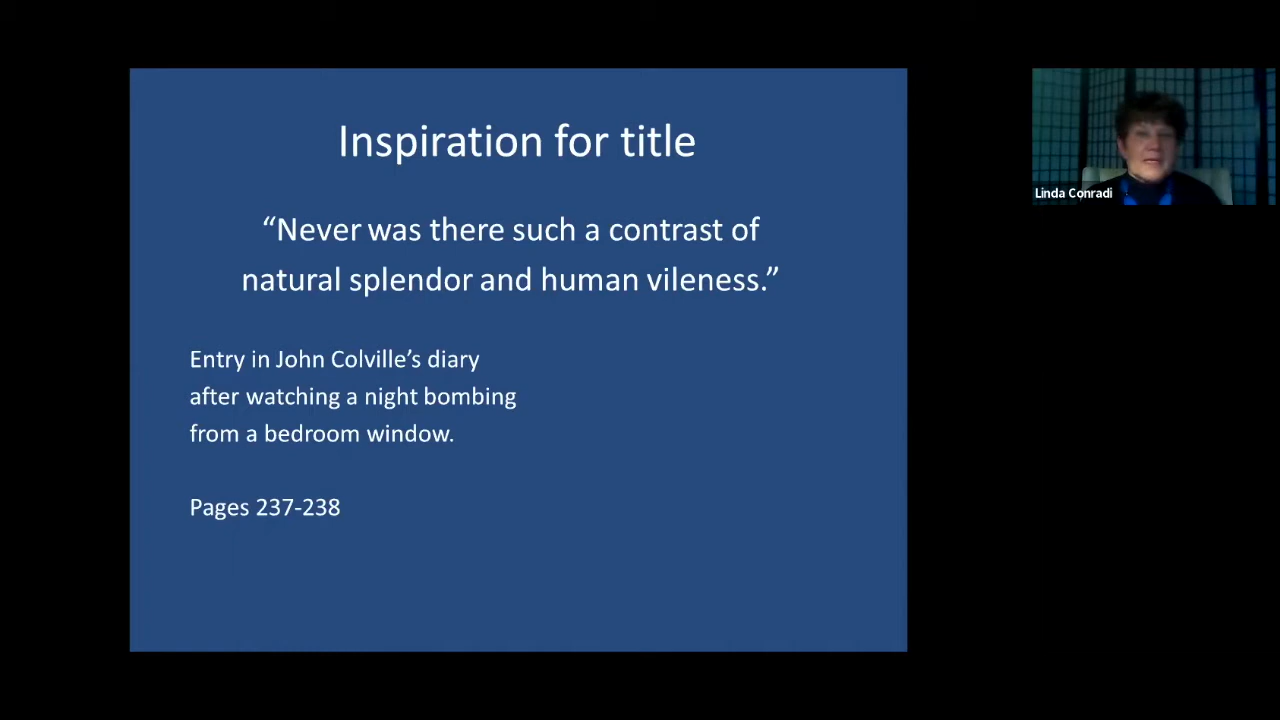 Inspiration for title
“Never was there such a contrast of
natural splendor and human vileness.”
Entry in John Colville’s diary
after watching a night bombing
from a bedroom window.
Pages 237-238
Linda Conradi